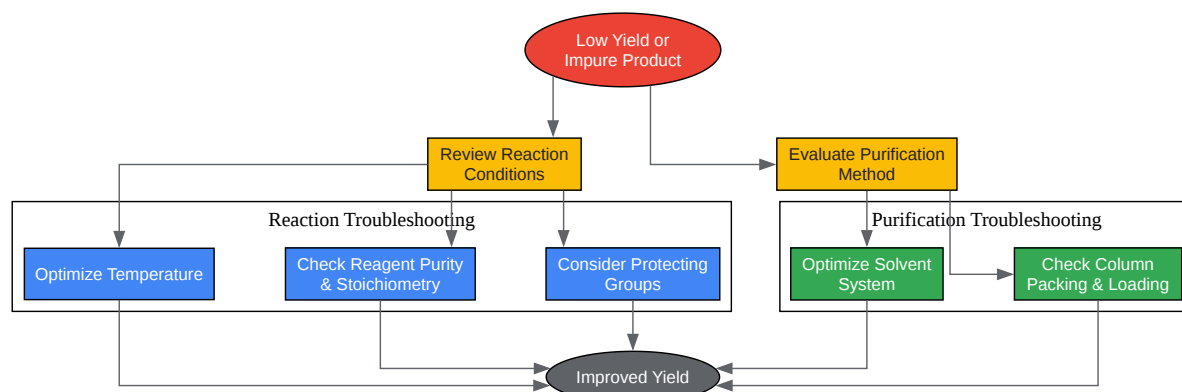 Low Yield or
Impure Product
Review Reaction
Conditions
Evaluate Purification
Method
Reaction Troubleshooting
Purification Troubleshooting
Optimize Temperature
Check Reagent Purity
& Stoichiometry
Consider Protecting
Groups
Optimize Solvent
System
Check Column
Packing & Loading
Improved Yield